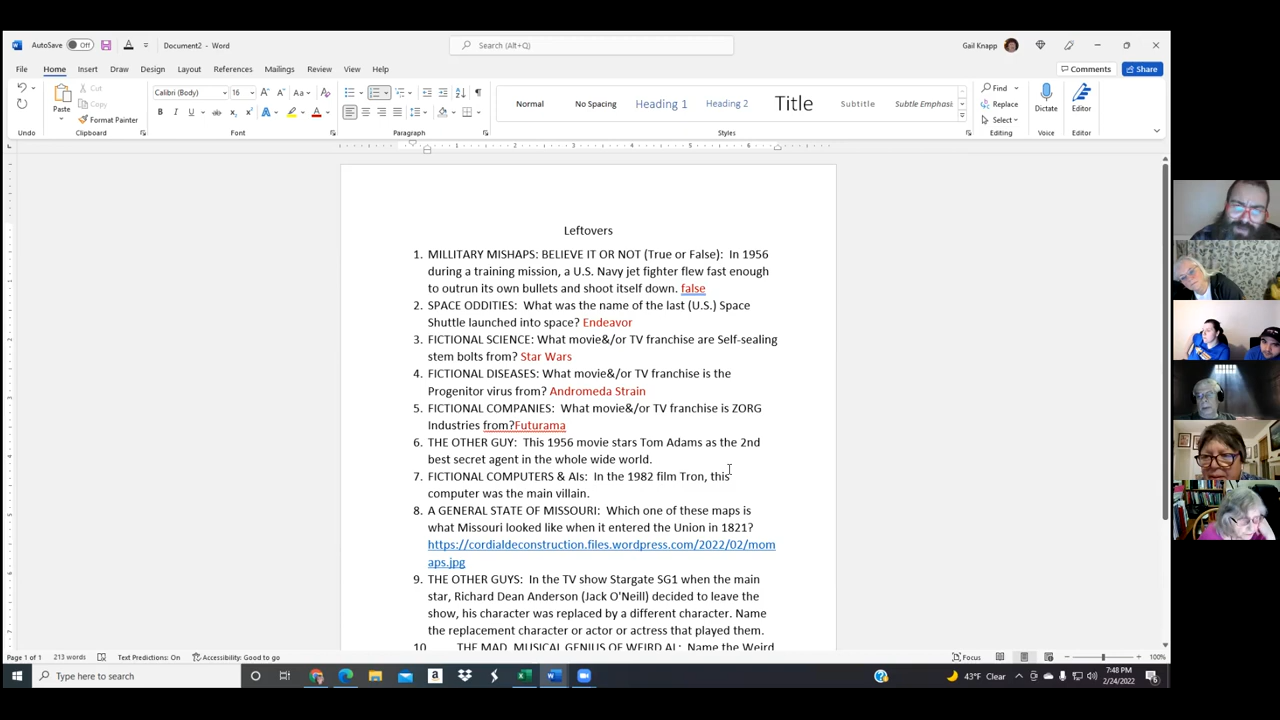 AutoSave Off Document2 - Word Search (Alt+Q) Gail Knapp
File Home Insert Draw Design Layout References Mailings Review View Help Comments Share
Paste Cut Copy Format Painter
Calibri (Body) 16
Normal No Spacing Heading 1 Heading 2 Title Subtitle Subtle Emphasi...
Find Replace Select Dictate Editor
Undo Clipboard Font Paragraph Styles Editing Voice Editor
Leftovers
1. MILLITARY MISHAPS: BELIEVE IT OR NOT (True or False): In 1956
during a training mission, a U.S. Navy jet fighter flew fast enough
to outrun its own bullets and shoot itself down. false
2. SPACE ODDITIES: What was the name of the last (U.S.) Space
Shuttle launched into space? Endeavor
3. FICTIONAL SCIENCE: What movie&/or TV franchise are Self-sealing
stem bolts from? Star Wars
4. FICTIONAL DISEASES: What movie&/or TV franchise is the
Progenitor virus from? Andromeda Strain
5. FICTIONAL COMPANIES: What movie&/or TV franchise is ZORG
Industries from?Futurama
6. THE OTHER GUY: This 1956 movie stars Tom Adams as the 2nd
best secret agent in the whole wide world.
7. FICTIONAL COMPUTERS & AIs: In the 1982 film Tron, this
computer was the main villain.
8. A GENERAL STATE OF MISSOURI: Which one of these maps is
what Missouri looked like when it entered the Union in 1821?
https://cordialdeconstruction.files.wordpress.com/2022/02/mom
aps.jpg
9. THE OTHER GUYS: In the TV show Stargate SG1 when the main
star, Richard Dean Anderson (Jack O'Neill) decided to leave the
show, his character was replaced by a different character. Name
the replacement character or actor or actress that played them.
10. THE MAD, MUSICAL GENIUS OF WEIRD AL: Name the Weird
Page 1 of 1 213 words Text Predictions: On Accessibility: Good to go Focus 100%
Type here to search 43°F Clear 7:48 PM
2/24/2022